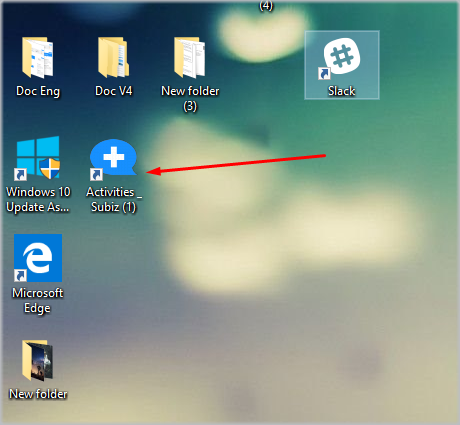 (4)
Doc Eng
Doc V4
New folder
(3)
Slack
Windows 10
Update As...
Activities _
Subiz (1)
Microsoft
Edge
New folder